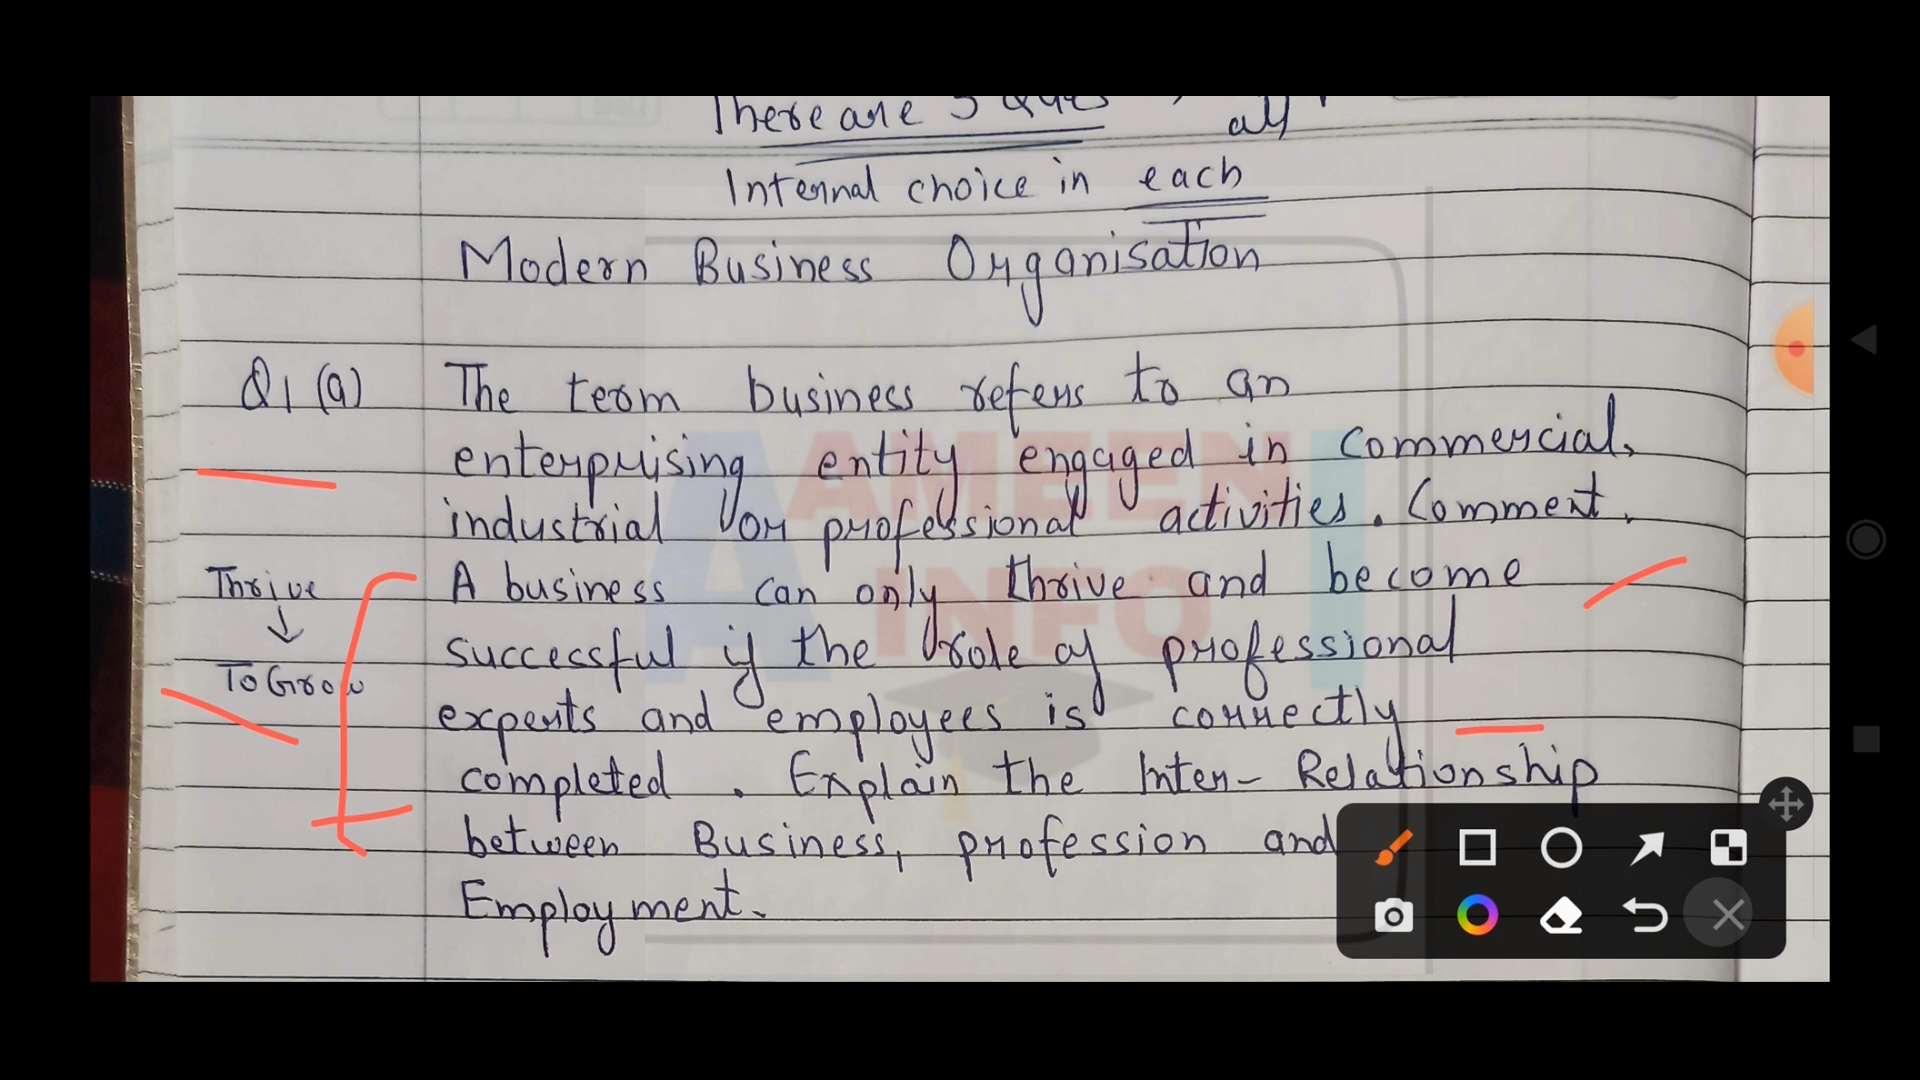 There are 5 Ques,
all
Internal choice in each
Modern Business Organisation
Q1 (a) The term business refers to an
enterprising entity engaged in commercial,
industrial or professional activities. Comment.
Thrive A business can only thrive and become
successful if the role of professional
To Grow
experts and employees is correctly
completed. Explain the Inter-Relationship
between Business, profession and
Employment.
AMEEN
INFO